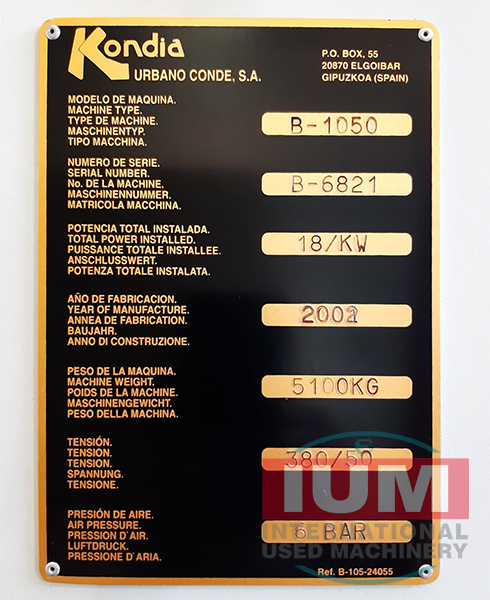 Kondia
URBANO CONDE, S.A.
P.O. BOX, 55
20870 ELGOIBAR
GIPUZKOA (SPAIN)
MODELO DE MAQUINA.
MACHINE TYPE.
TYPE DE MACHINE.
MASCHINENTYP.
TIPO MACCHINA.
B-1050
NUMERO DE SERIE.
SERIAL NUMBER.
No. DE LA MACHINE.
MASCHINENNUMMER.
MATRICOLA MACCHINA.
B-6821
POTENCIA TOTAL INSTALADA.
TOTAL POWER INSTALLED.
PUISSANCE TOTALE INSTALLEE.
ANSCHLUSSWERT.
POTENZA TOTALE INSTALATA.
18/KW
AÑO DE FABRICACION.
YEAR OF MANUFACTURE.
ANNEA DE FABRICATION.
BAUJAHR.
ANNO DI CONSTRUZIONE.
PESO DE LA MAQUINA.
MACHINE WEIGHT.
POIDS DE LA MACHINE.
MASCHINENGEWICHT.
PESO DELLA MACHINA.
5100KG
TENSIÓN.
TENSION.
TENSION.
SPANNUNG.
TENSIONE.
380/50
PRESIÓN DE AIRE.
AIR PRESSURE.
PRESSION D'AIR.
LUFTDRUCK.
PRESSIONE D'ARIA.
6 BAR
IUM
INTERNATIONAL
USED MACHINERY
Ref. B-105-24055